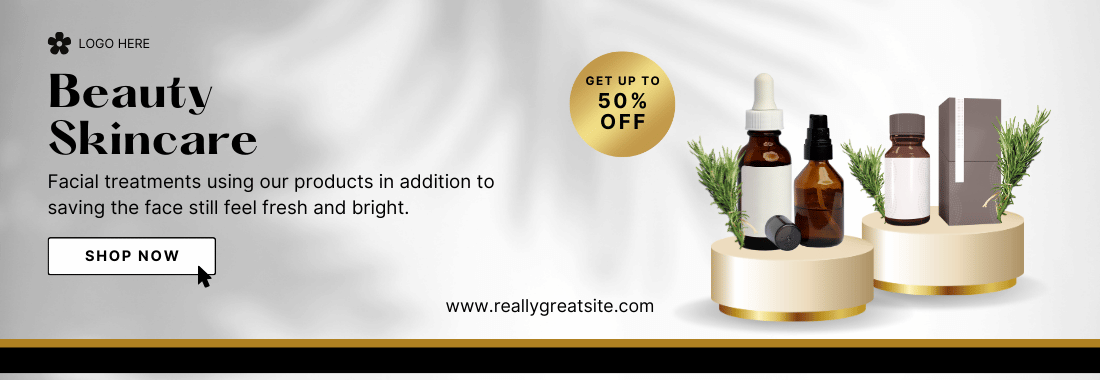 LOGO HERE
Beauty
Skincare
Facial treatments using our products in addition to
saving the face still feel fresh and bright.
SHOP NOW
GET UP TO
50%
OFF
www.reallygreatsite.com